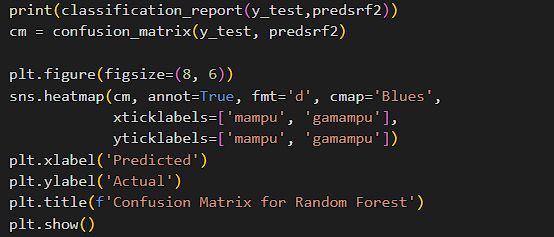 print(classification_report(y_test,predsrf2))
cm = confusion_matrix(y_test, predsrf2)
plt.figure(figsize=(8, 6))
sns.heatmap(cm, annot=True, fmt='d', cmap='Blues',
            xticklabels=['mampu', 'gamampu'],
            yticklabels=['mampu', 'gamampu'])
plt.xlabel('Predicted')
plt.ylabel('Actual')
plt.title(f'Confusion Matrix for Random Forest')
plt.show()